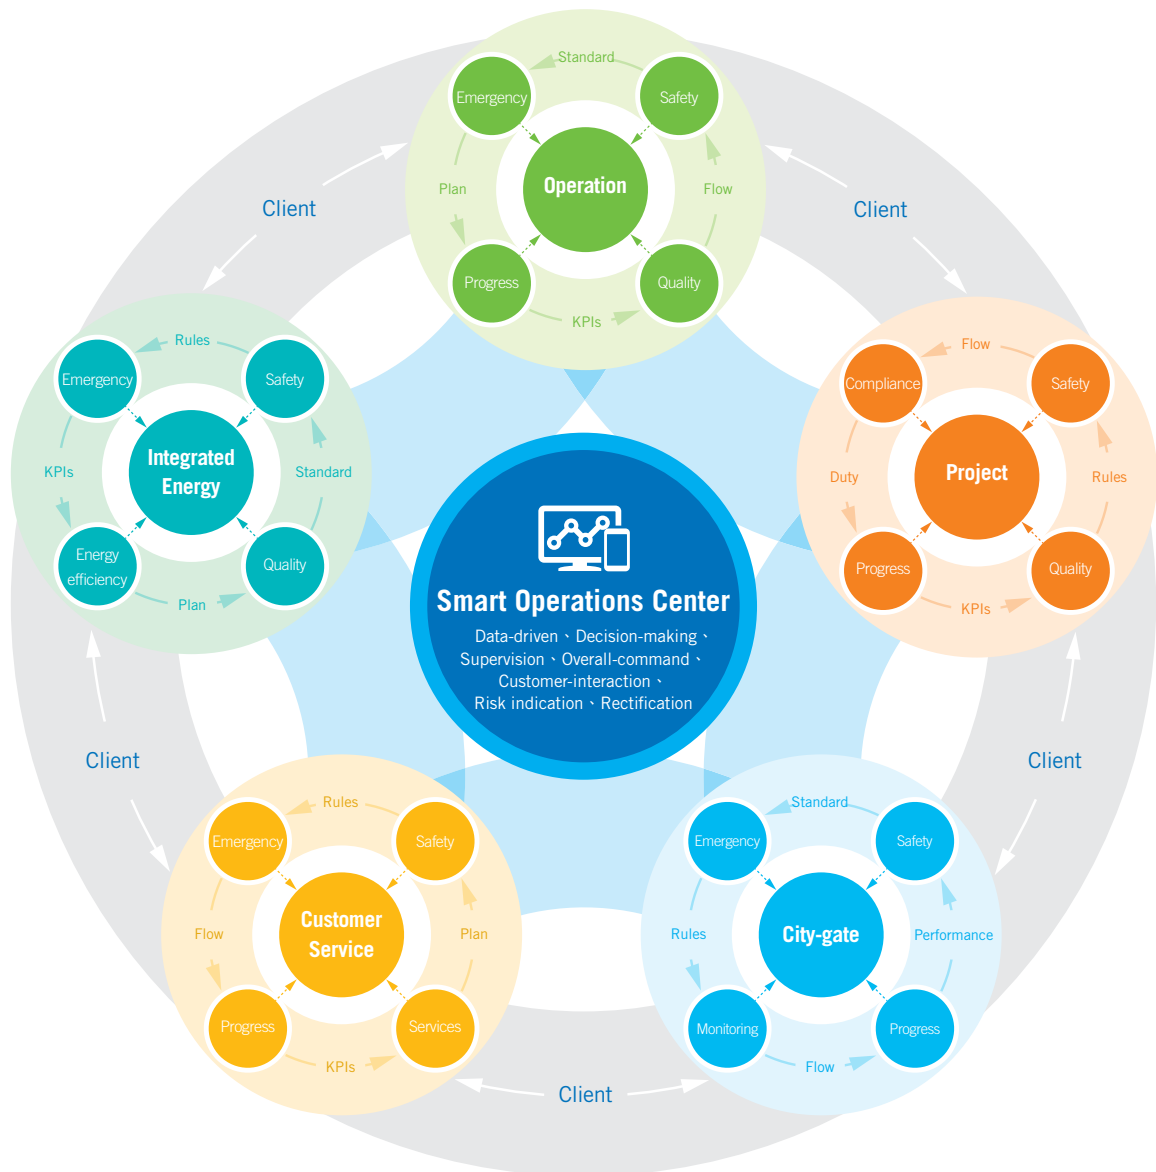 Standard
Emergency
Safety
Operation
Plan
Flow
Progress
Quality
KPIs
Client
Client
Rules
Emergency
Safety
Integrated
Energy
KPIs
Standard
Energy
efficiency
Quality
Plan
Flow
Compliance
Safety
Project
Duty
Rules
Progress
Quality
KPIs
Smart Operations Center
Data-driven、Decision-making、
Supervision、Overall-command、
Customer-interaction、
Risk indication、Rectification
Client
Client
Rules
Emergency
Safety
Customer
Service
Flow
Plan
Progress
Services
KPIs
Standard
Emergency
Safety
City-gate
Rules
Performance
Monitoring
Progress
Flow
Client